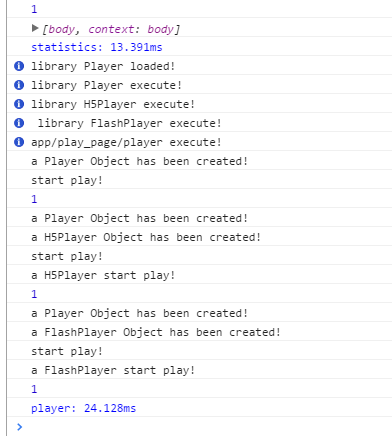 1
[body, context: body]
statistics: 13.391ms
library Player loaded!
library Player execute!
library H5Player execute!
library FlashPlayer execute!
app/play_page/player execute!
a Player Object has been created!
start play!
1
a Player Object has been created!
a H5Player Object has been created!
start play!
a H5Player start play!
1
a Player Object has been created!
a FlashPlayer Object has been created!
start play!
a FlashPlayer start play!
1
player: 24.128ms